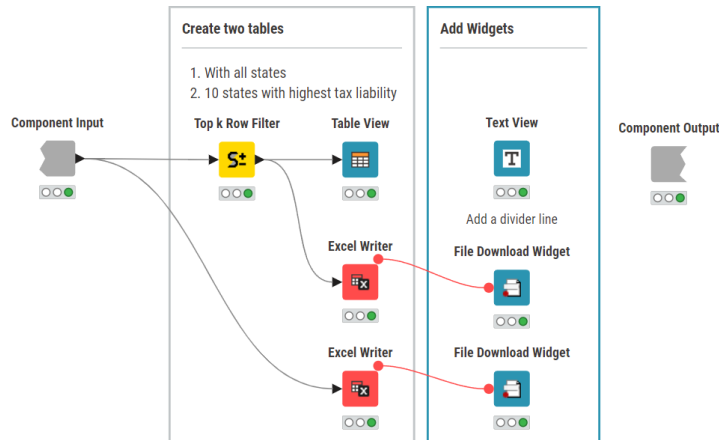 Create two tables
Add Widgets
1. With all states
2. 10 states with highest tax liability
Component Input
Top k Row Filter
Table View
Text View
Component Output
S
T
Add a divider line
Excel Writer
File Download Widget
X
Excel Writer
File Download Widget
X